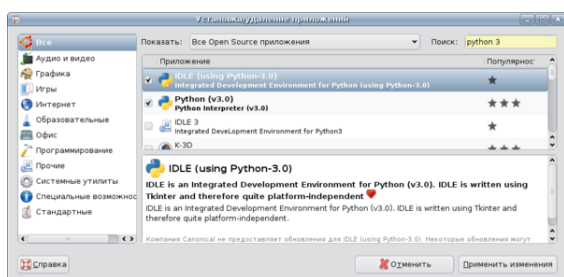 Установка/удаление приложений
Показать: Все Open Source приложения Поиск: python 3
Все
Аудио и видео
Графика
Игры
Интернет
Образовательные
Офис
Программирование
Прочие
Системные утилиты
Специальные возможнос
Стандартные
Приложение Популярнос
IDLE (using Python-3.0)
Integrated Development Environment for Python (using Python-3.0)
Python (v3.0)
Python Interpreter (v3.0)
IDLE 3
Integrated DeveLopment Environment for Python3
K-3D
IDLE (using Python-3.0)
IDLE is an Integrated Development Environment for Python (v3.0). IDLE is written using
Tkinter and therefore quite platform-independent
IDLE is an Integrated Development Environment for Python (v3.0). IDLE is written using Tkinter and
therefore quite platform-independent.
Компания Canonical не предоставляет обновления для IDLE (using Python-3.0). Некоторые обновления могут
Справка Отменить Применить изменения